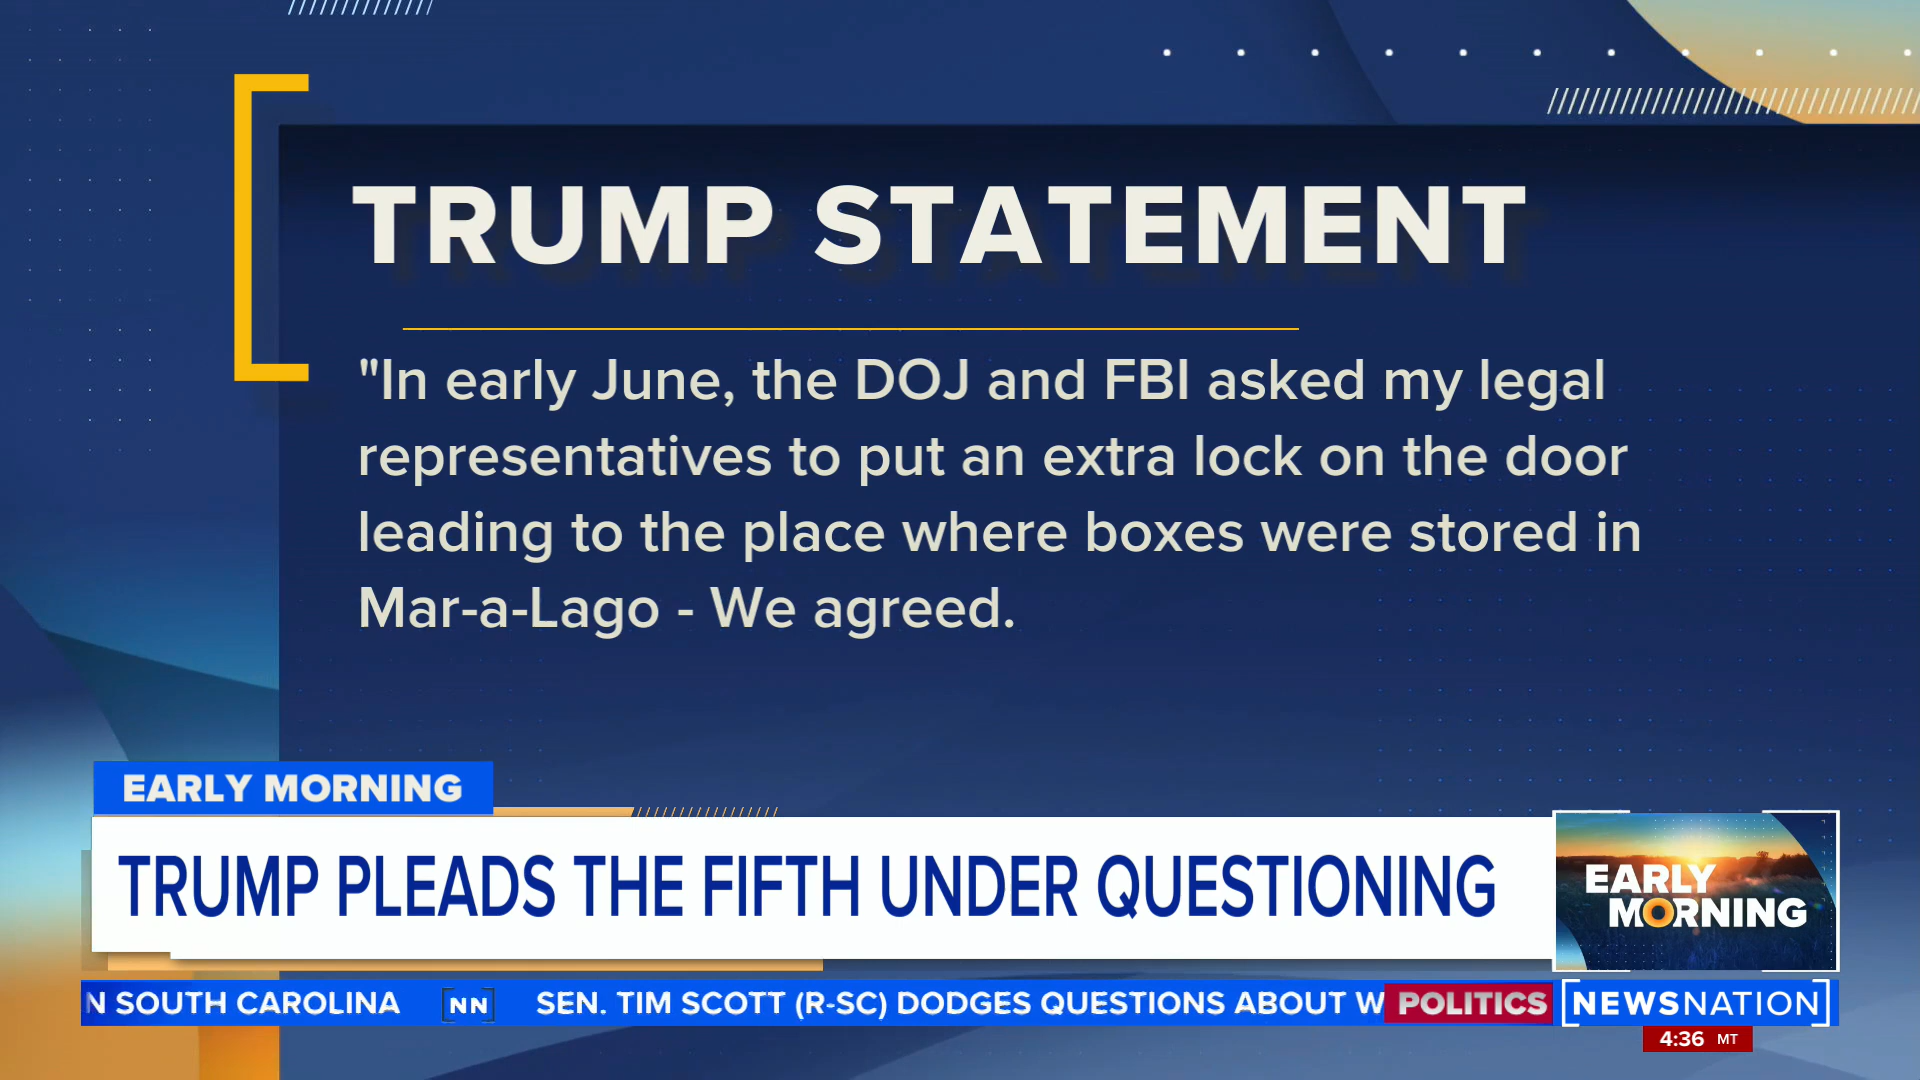 TRUMP STATEMENT
"In early June, the DOJ and FBI asked my legal
representatives to put an extra lock on the door
leading to the place where boxes were stored in
Mar-a-Lago - We agreed.
EARLY MORNING
TRUMP PLEADS THE FIFTH UNDER QUESTIONING
EARLY
MORNING
N SOUTH CAROLINA [NN] SEN. TIM SCOTT (R-SC) DODGES QUESTIONS ABOUT W POLITICS [NEWSNATION]
4:36 MT